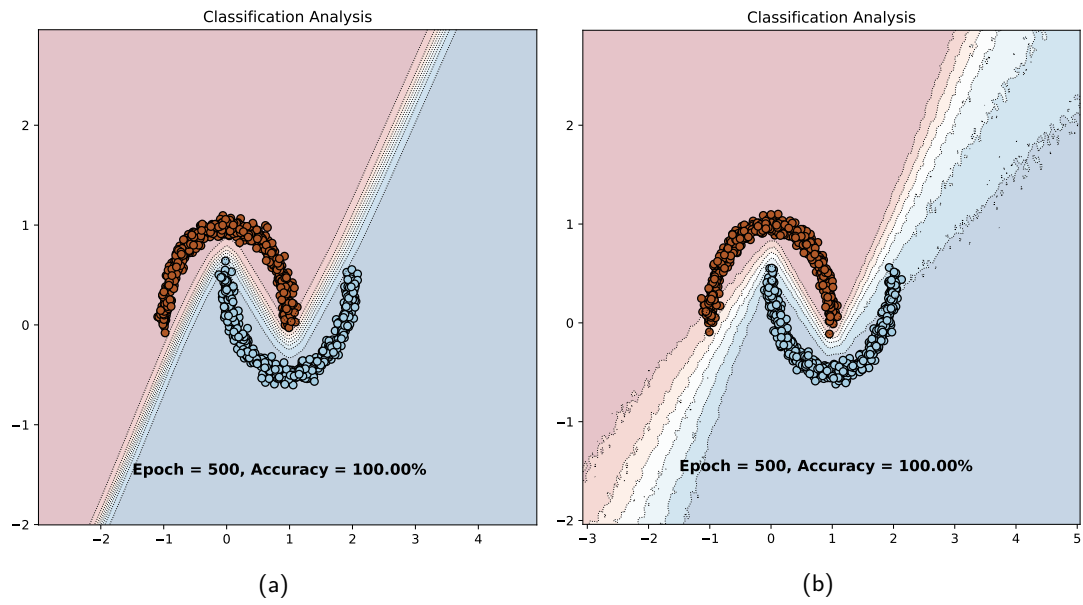 Classification Analysis
2
1
0
−1
−2
Epoch = 500, Accuracy = 100.00%
−2 −1 0 1 2 3 4
(a)
Classification Analysis
2
1
0
−1
−2
Epoch = 500, Accuracy = 100.00%
−3 −2 −1 0 1 2 3 4 5
(b)